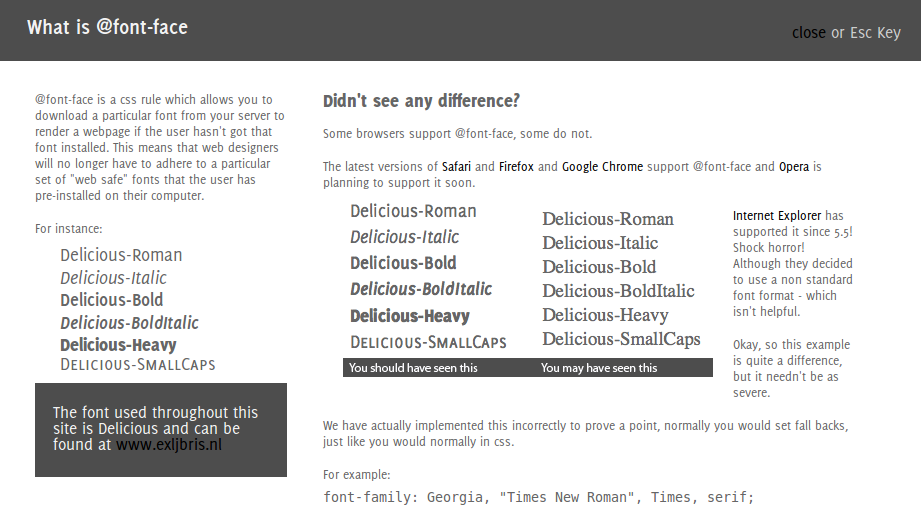 What is @font-face
close or Esc Key
@font-face is a css rule which allows you to
download a particular font from your server to
render a webpage if the user hasn't got that
font installed. This means that web designers
will no longer have to adhere to a particular
set of "web safe" fonts that the user has
pre-installed on their computer.
For instance:
Delicious-Roman
Delicious-Italic
Delicious-Bold
Delicious-BoldItalic
Delicious-Heavy
Delicious-SmallCaps
The font used throughout this
site is Delicious and can be
found at www.exljbris.nl
Didn't see any difference?
Some browsers support @font-face, some do not.
The latest versions of Safari and Firefox and Google Chrome support @font-face and Opera is
planning to support it soon.
Delicious-Roman
Delicious-Italic
Delicious-Bold
Delicious-BoldItalic
Delicious-Heavy
Delicious-SmallCaps
You should have seen this
Delicious-Roman
Delicious-Italic
Delicious-Bold
Delicious-BoldItalic
Delicious-Heavy
Delicious-SmallCaps
You may have seen this
Internet Explorer has
supported it since 5.5!
Shock horror!
Although they decided
to use a non standard
font format - which
isn't helpful.
Okay, so this example
is quite a difference,
but it needn't be as
severe.
We have actually implemented this incorrectly to prove a point, normally you would set fall backs,
just like you would normally in css.
For example:
font-family: Georgia, "Times New Roman", Times, serif;